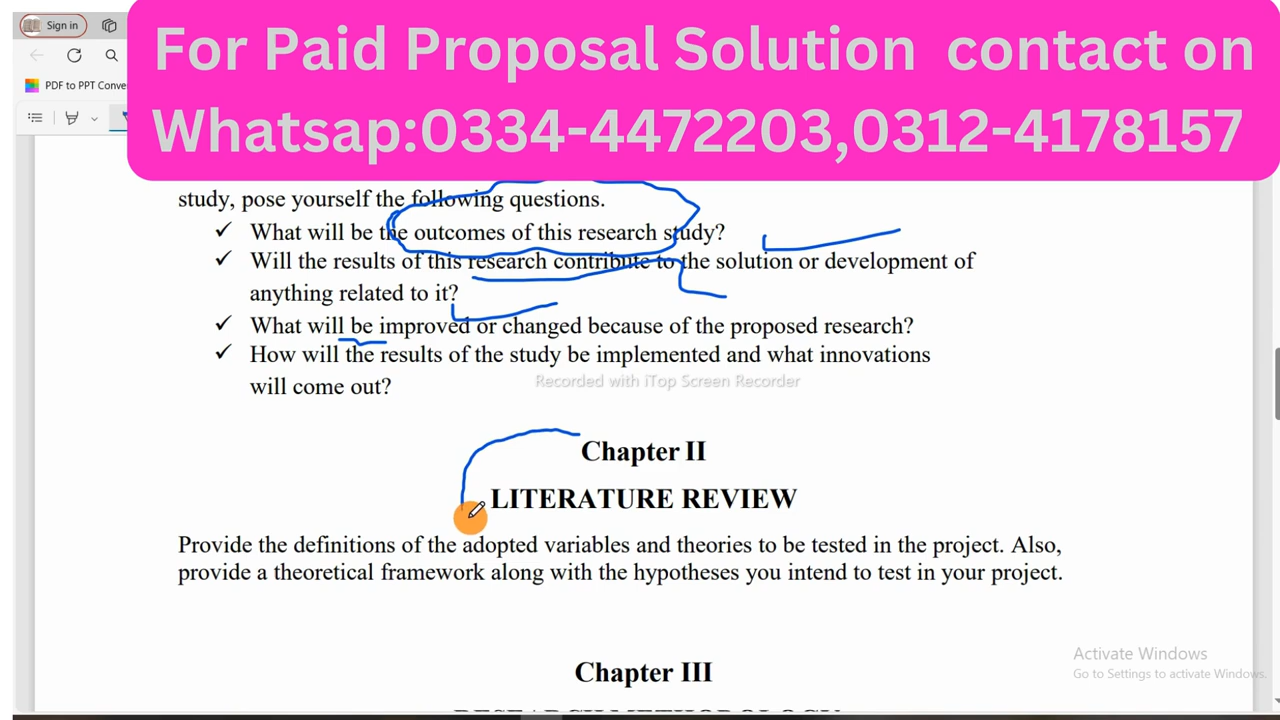 Sign in
For Paid Proposal Solution contact on
Whatsap:0334-4472203,0312-4178157
PDF to PPT Conve
study, pose yourself the following questions.
✓ What will be the outcomes of this research study?
✓ Will the results of this research contribute to the solution or development of
anything related to it?
✓ What will be improved or changed because of the proposed research?
✓ How will the results of the study be implemented and what innovations
will come out?
Recorded with iTop Screen Recorder
Chapter II
LITERATURE REVIEW
Provide the definitions of the adopted variables and theories to be tested in the project. Also,
provide a theoretical framework along with the hypotheses you intend to test in your project.
Activate Windows
Go to Settings to activate Windows.
Chapter III